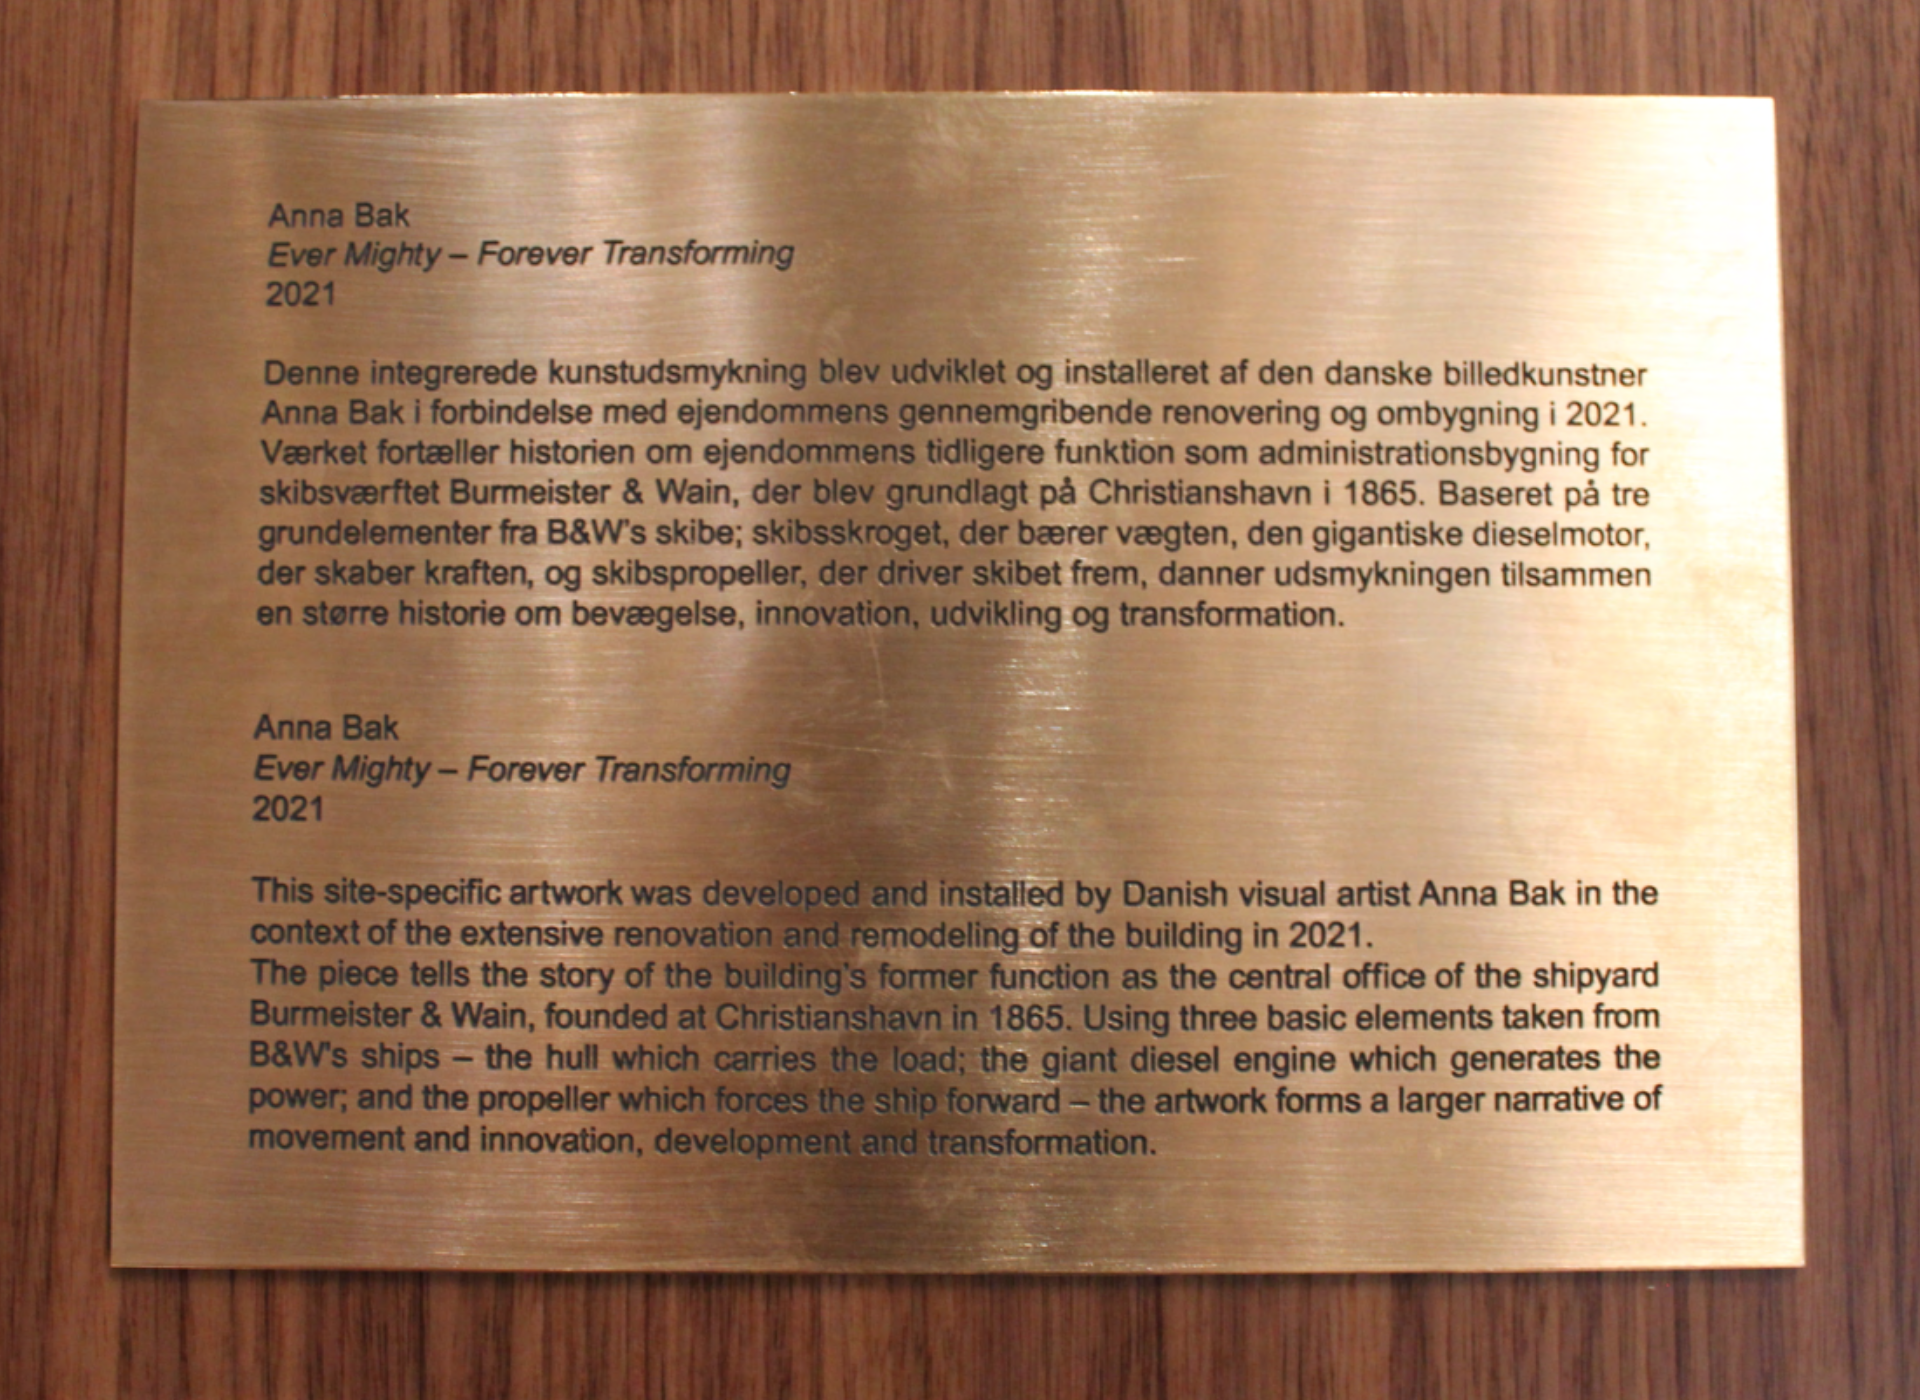 Anna Bak
Ever Mighty – Forever Transforming
2021
Denne integrerede kunstudsmykning blev udviklet og installeret af den danske billedkunstner
Anna Bak i forbindelse med ejendommens gennemgribende renovering og ombygning i 2021.
Værket fortæller historien om ejendommens tidligere funktion som administrationsbygning for
skibsværftet Burmeister & Wain, der blev grundlagt på Christianshavn i 1865. Baseret på tre
grundelementer fra B&W's skibe; skibsskroget, der bærer vægten, den gigantiske dieselmotor,
der skaber kraften, og skibspropeller, der driver skibet frem, danner udsmykningen tilsammen
en større historie om bevægelse, innovation, udvikling og transformation.
Anna Bak
Ever Mighty – Forever Transforming
2021
This site-specific artwork was developed and installed by Danish visual artist Anna Bak in the
context of the extensive renovation and remodeling of the building in 2021.
The piece tells the story of the building's former function as the central office of the shipyard
Burmeister & Wain, founded at Christianshavn in 1865. Using three basic elements taken from
B&W's ships – the hull which carries the load; the giant diesel engine which generates the
power; and the propeller which forces the ship forward – the artwork forms a larger narrative of
movement and innovation, development and transformation.